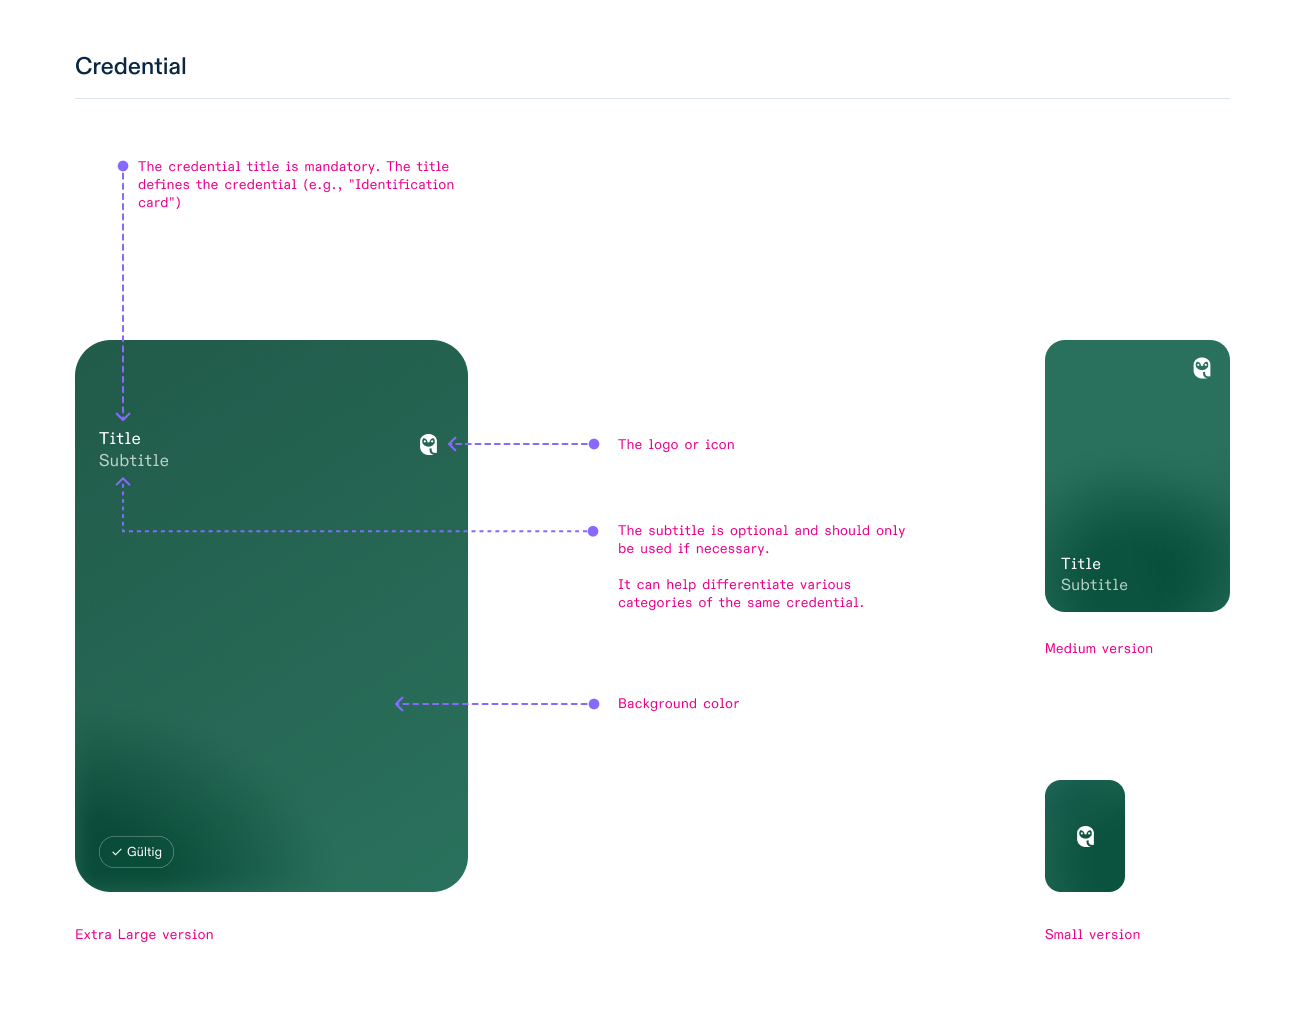 Credential
The credential title is mandatory. The title
defines the credential (e.g., "Identification
card")
Title
Subtitle
The logo or icon
The subtitle is optional and should only
be used if necessary.
It can help differentiate various
categories of the same credential.
Background color
Gültig
Extra Large version
Title
Subtitle
Medium version
Small version